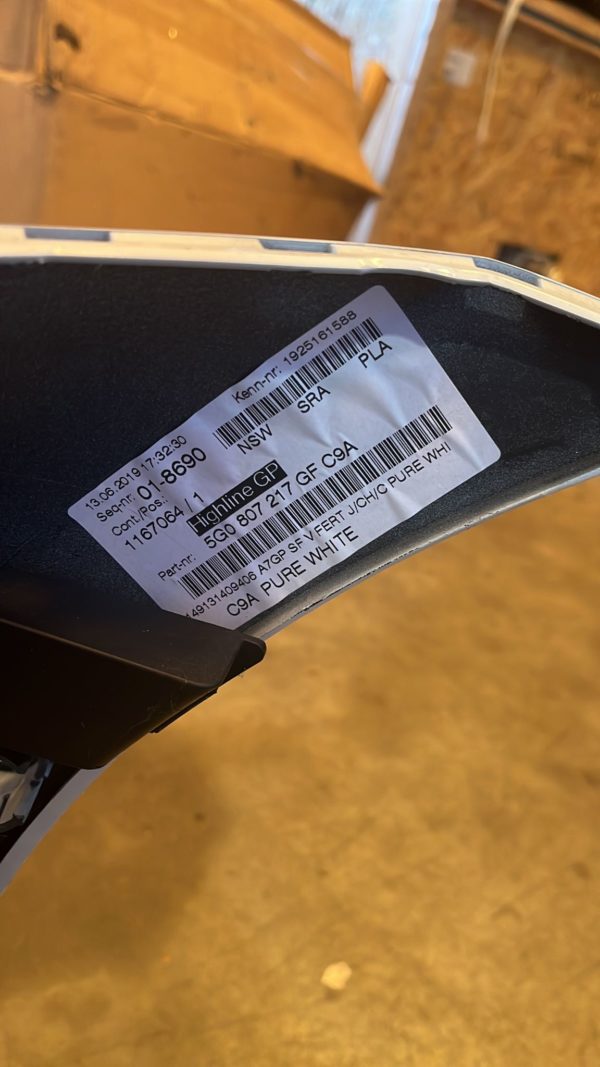 13.06.2019 17:32:30
Kenn-nr: 1925161588
Seq-nr: 01-8690
NSW SRA PLA
Cont./Pos.:
1167064 / 1
Highline GP
5G0 807 217 GF C9A
Part-nr:
149131409406 A7GP SF V FERT J/CH/C PURE WHI
C9A PURE WHITE